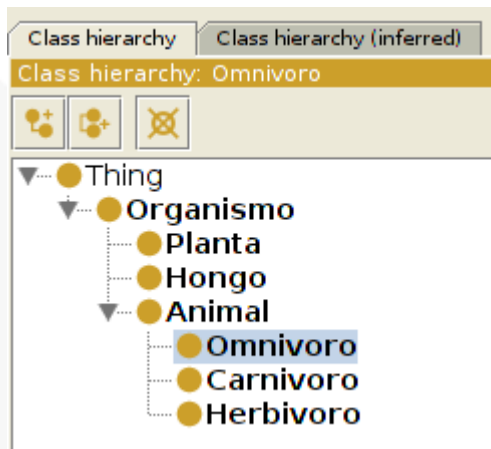 Class hierarchy Class hierarchy (inferred)
Class hierarchy: Omnivoro
Thing
Organismo
Planta
Hongo
Animal
Omnivoro
Carnivoro
Herbivoro